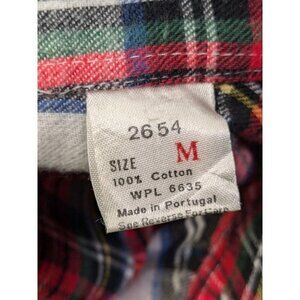 2654
SIZE M
100% Cotton
WPL 6635
Made in Portugal
See Reverse For Care